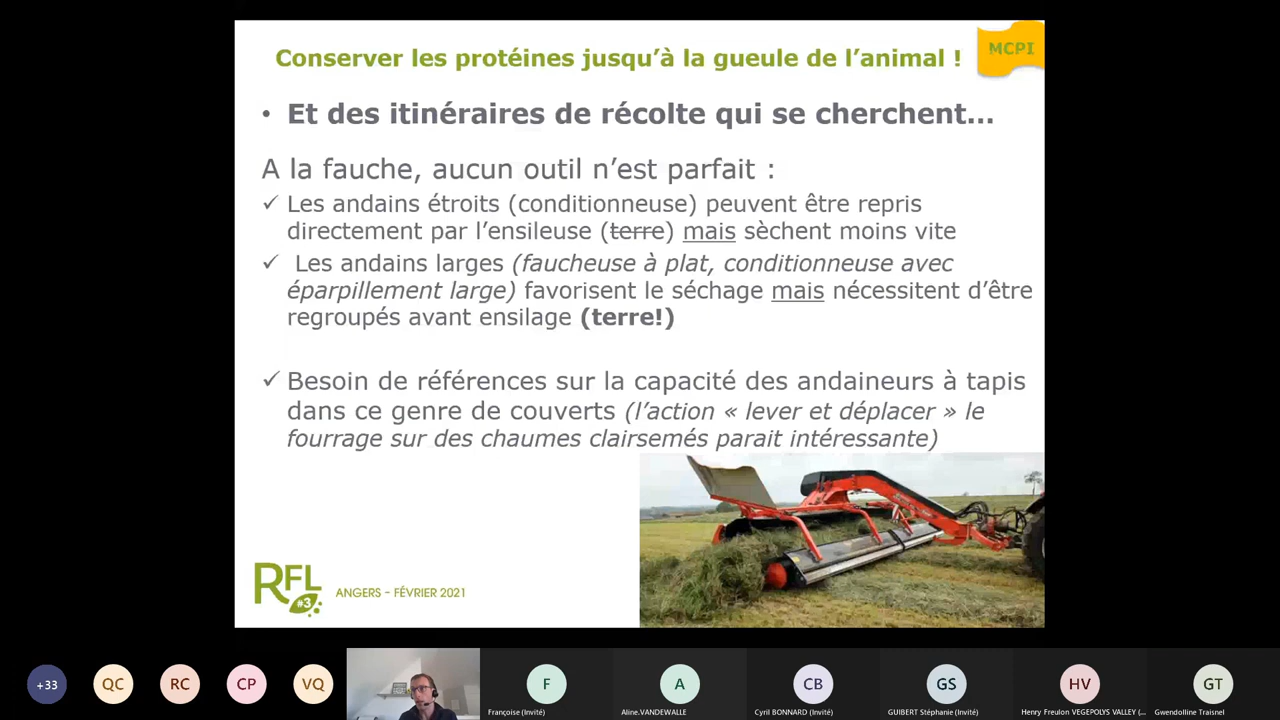 Conserver les protéines jusqu’à la gueule de l’animal !
MCPI
• Et des itinéraires de récolte qui se cherchent…
A la fauche, aucun outil n’est parfait :
✓ Les andains étroits (conditionneuse) peuvent être repris
directement par l’ensileuse (terre) mais sèchent moins vite
✓ Les andains larges (faucheuse à plat, conditionneuse avec
éparpillement large) favorisent le séchage mais nécessitent d’être
regroupés avant ensilage (terre!)
✓ Besoin de références sur la capacité des andaineurs à tapis
dans ce genre de couverts (l’action « lever et déplacer » le
fourrage sur des chaumes clairsemés parait intéressante)
RFL
#3
ANGERS – FÉVRIER 2021
+33
QC
RC
CP
VQ
F
A
CB
GS
HV
GT
Françoise (Invité)
Aline.VANDEWALLE
Cyril BONNARD (Invité)
GUIBERT Stéphanie (Invité)
Henry Freulon VEGEPOLYS VALLEY (...
Gwendolline Traisnel